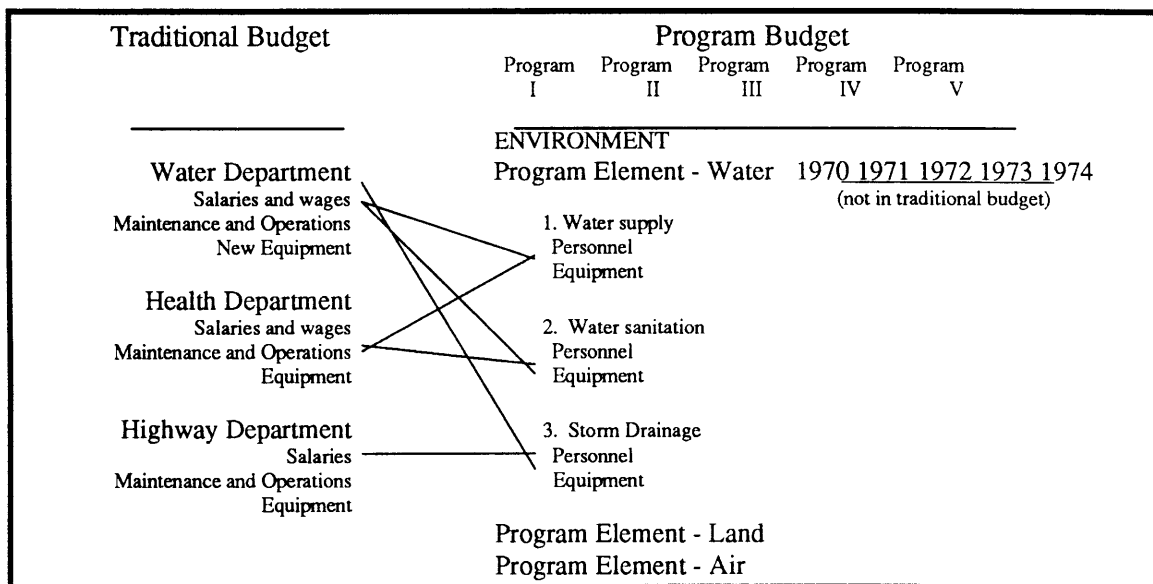 Traditional Budget
Program Budget
Program Program Program Program Program
I II III IV V
ENVIRONMENT
Water Department
Salaries and wages
Maintenance and Operations
New Equipment
Health Department
Salaries and wages
Maintenance and Operations
Equipment
Highway Department
Salaries
Maintenance and Operations
Equipment
Program Element - Water 1970 1971 1972 1973 1974
(not in traditional budget)
1. Water supply
Personnel
Equipment
2. Water sanitation
Personnel
Equipment
3. Storm Drainage
Personnel
Equipment
Program Element - Land
Program Element - Air